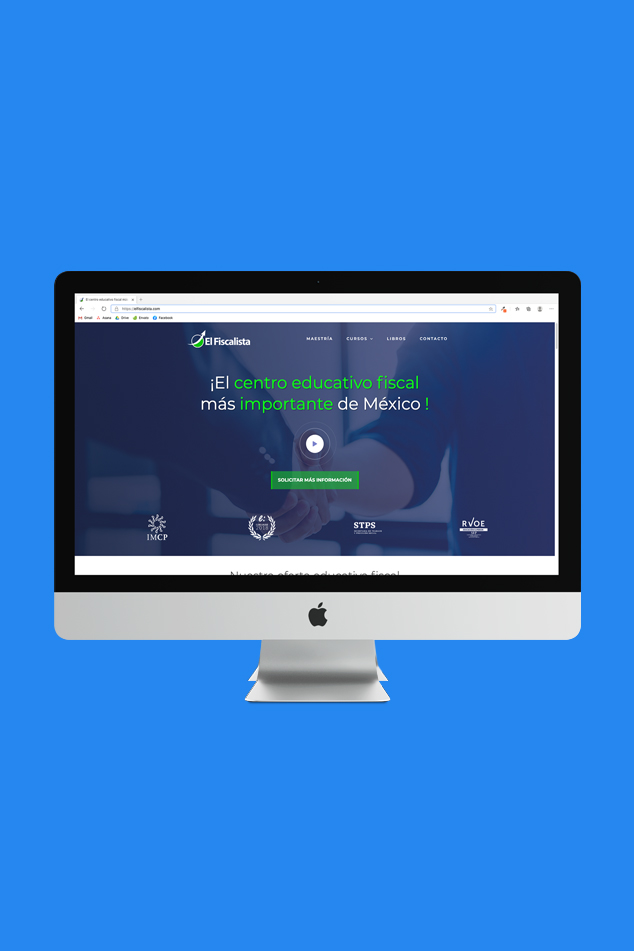 El centro educativo fiscal
https://elfiscalista.com
Gmail Asana Drive Envato Facebook
El Fiscalista
MAESTRÍA CURSOS LIBROS CONTACTO
¡El centro educativo fiscal
más importante de México !
SOLICITAR MÁS INFORMACIÓN
IMCP
STPS
RVOE
Nuestra oferta educativa fiscal